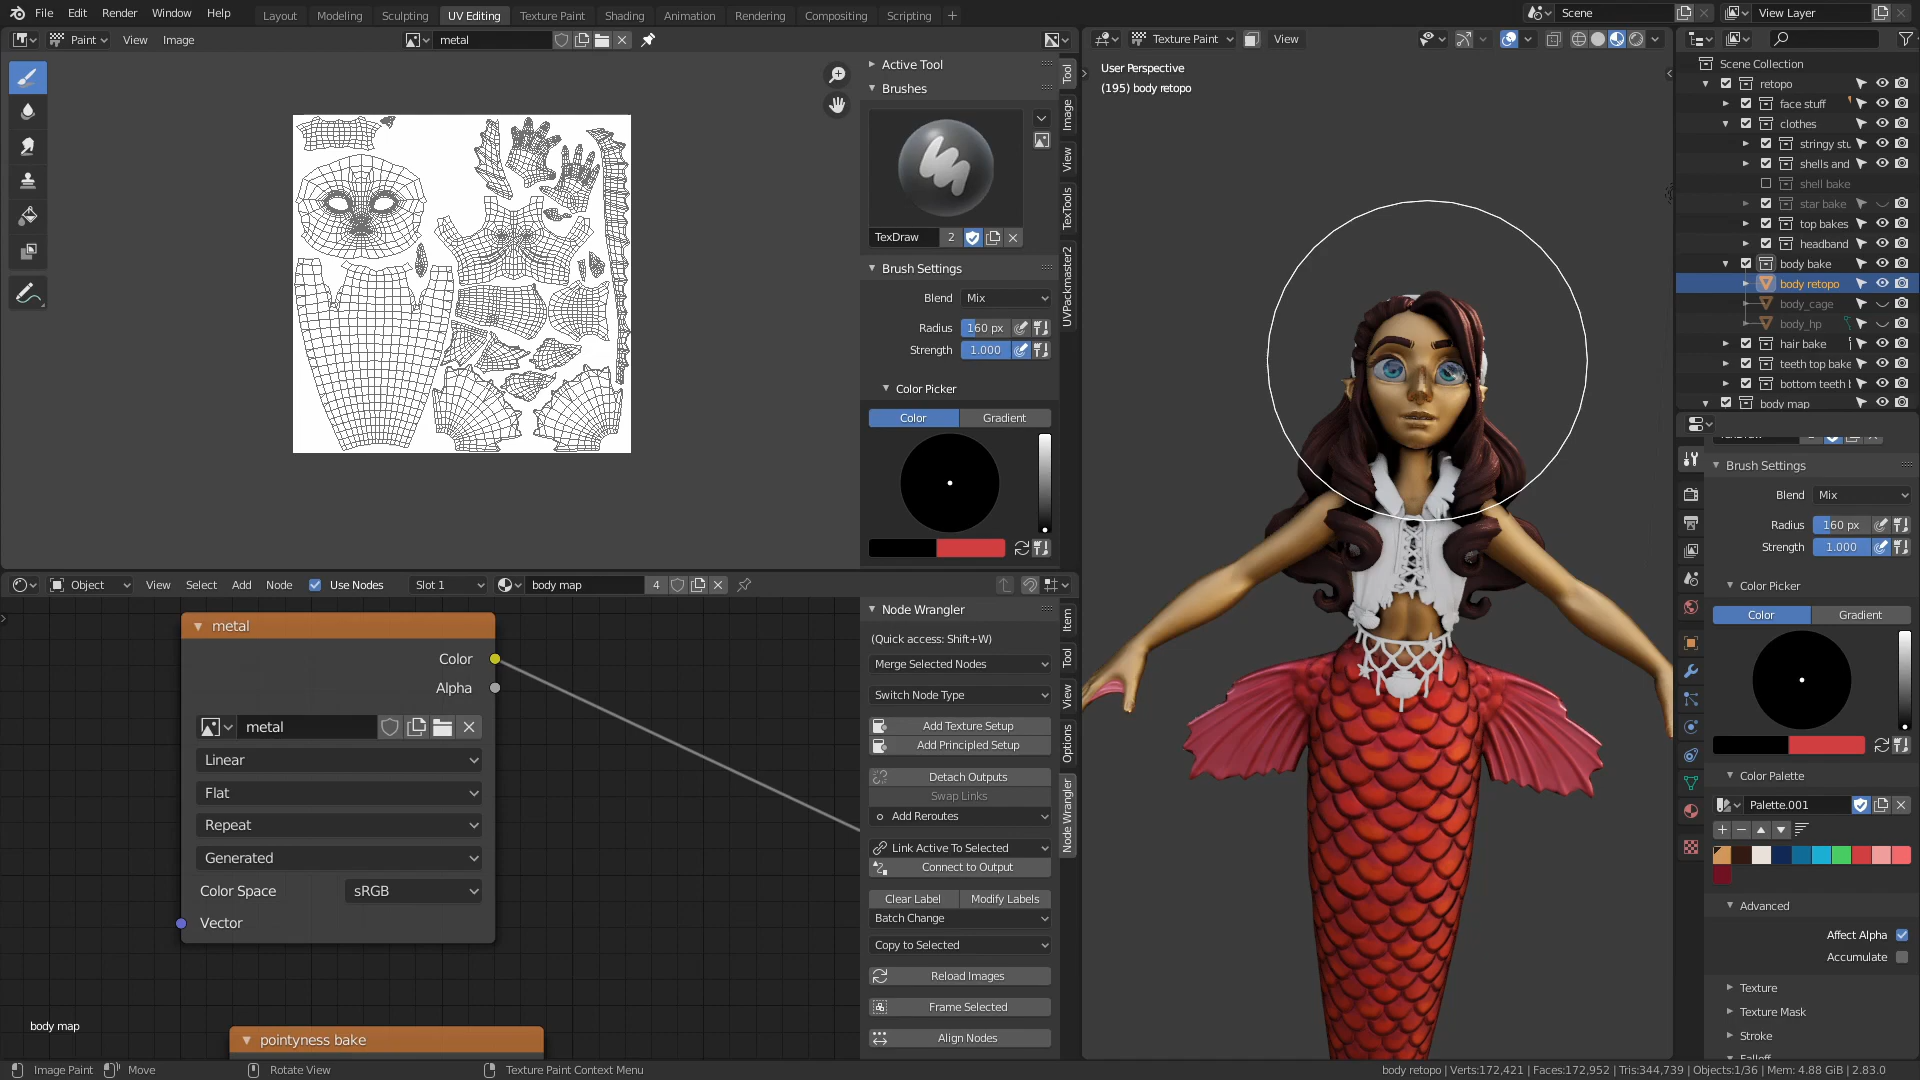 File Edit Render Window Help
Layout Modeling Sculpting UV Editing Texture Paint Shading Animation Rendering Compositing Scripting +
Scene
View Layer
Paint View Image
metal
Texture Paint View
Active Tool
Brushes
TexDraw 2
Brush Settings
Blend Mix
Radius 160 px
Strength 1.000
Color Picker
Color Gradient
Tool
Image
View
TexTools
UVPackmaster2
User Perspective
(195) body retopo
Scene Collection
retopo
face stuff
clothes
stringy stu
shells and
shell bake
star bake
top bakes
headband
body bake
body retopo
body_cage
body_hp
hair bake
teeth top bake
bottom teeth b
body map
Brush Settings
Blend Mix
Radius 160 px
Strength 1.000
Color Picker
Color Gradient
Color Palette
Palette.001
Advanced
Affect Alpha
Accumulate
Texture
Texture Mask
Stroke
Object View Select Add Node Use Nodes Slot 1 body map 4
metal
Color
Alpha
metal
Linear
Flat
Repeat
Generated
Color Space sRGB
Vector
pointyness bake
body map
Node Wrangler
(Quick access: Shift+W)
Merge Selected Nodes
Switch Node Type
Add Texture Setup
Add Principled Setup
Detach Outputs
Swap Links
Add Reroutes
Link Active To Selected
Connect to Output
Clear Label Modify Labels
Batch Change
Copy to Selected
Reload Images
Frame Selected
Align Nodes
Item
Tool
View
Options
Node Wrangler
Image Paint Move Rotate View Texture Paint Context Menu
body retopo | Verts:172,421 | Faces:172,952 | Tris:344,739 | Objects:1/36 | Mem: 4.88 GiB | 2.83.0